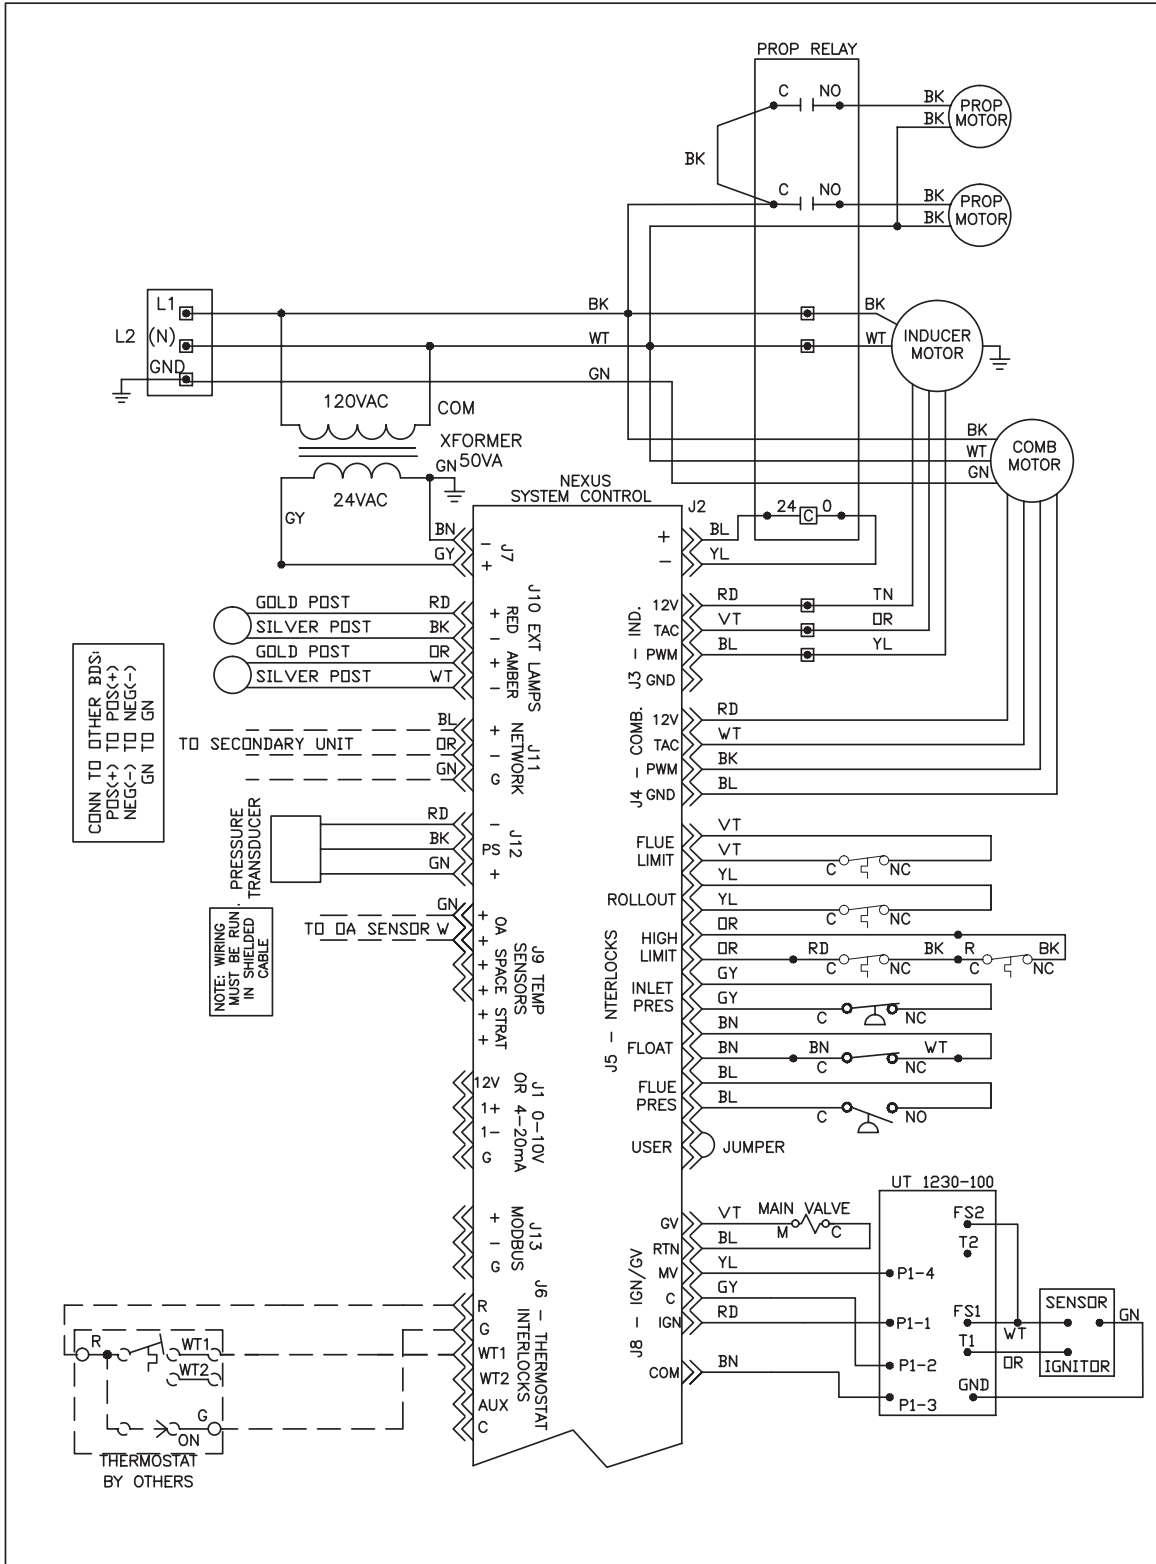 PROP RELAY
C NO BK PROP MOTOR
BK
BK
C NO BK PROP MOTOR
BK
L1 BK BK
L2 (N) WT WT INDUCER MOTOR
GND GN
120VAC COM
XFORMER
50VA
GN
24VAC
GY
BK
WT COMB MOTOR
GN
NEXUS
SYSTEM CONTROL
J2
24 C 0
BN -
GY +
J7
+ BL
- YL
GOLD POST RD +
SILVER POST BK -
GOLD POST OR +
SILVER POST WT -
RED AMBER
J10 EXT LAMPS
J3 - IND.
12V RD TN
TAC VT OR
PWM BL YL
GND
CONN TO OTHER BDS:
POS(+) TO POS(+)
NEG(-) TO NEG(-)
GN TO GN
BL +
TO SECONDARY UNIT OR -
GN G
NETWORK
J11
J4 - COMB.
12V RD
TAC WT
PWM BK
GND BL
PRESSURE
TRANSDUCER
RD -
BK PS
GN +
J12
NOTE: WIRING
MUST BE RUN
IN SHIELDED
CABLE
GN +
TO OA SENSOR W +
+
+
+
+
OA SPACE STRAT
J9 TEMP
SENSORS
J5 - NTERLOCKS
FLUE
LIMIT
VT
VT C NC
ROLLOUT
YL
YL C NC
HIGH
LIMIT
OR
OR RD C NC BK R C NC BK
INLET
PRES
GY
GY C NC
FLOAT
BN
BN BN C NC WT
FLUE
PRES
BL
BL C NO
USER JUMPER
12V
1+
1-
G
J1 0-10V
OR 4-20mA
+
-
G
MODBUS
J13
J8 - IGN/GV
GV VT MAIN VALVE
M C
RTN BL
MV YL
C GY
IGN RD
COM BN
UT 1230-100
FS2
T2
P1-4
P1-1 FS1
T1
P1-2
P1-3 GND
WT
OR
SENSOR
IGNITOR
GN
R
G
WT1
WT2
AUX
C
J6 - THERMOSTAT
INTERLOCKS
R WT1
WT2
G
ON
THERMOSTAT
BY OTHERS